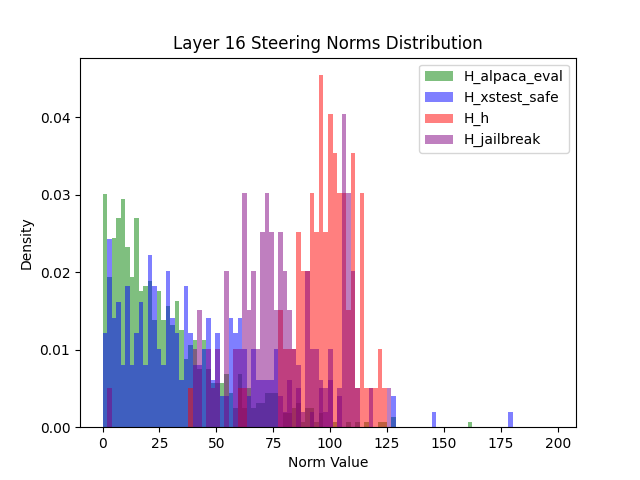 Layer 16 Steering Norms Distribution
H_alpaca_eval
H_xstest_safe
H_h
H_jailbreak
Density
0.04
0.03
0.02
0.01
0.00
0
25
50
75
100
125
150
175
200
Norm Value